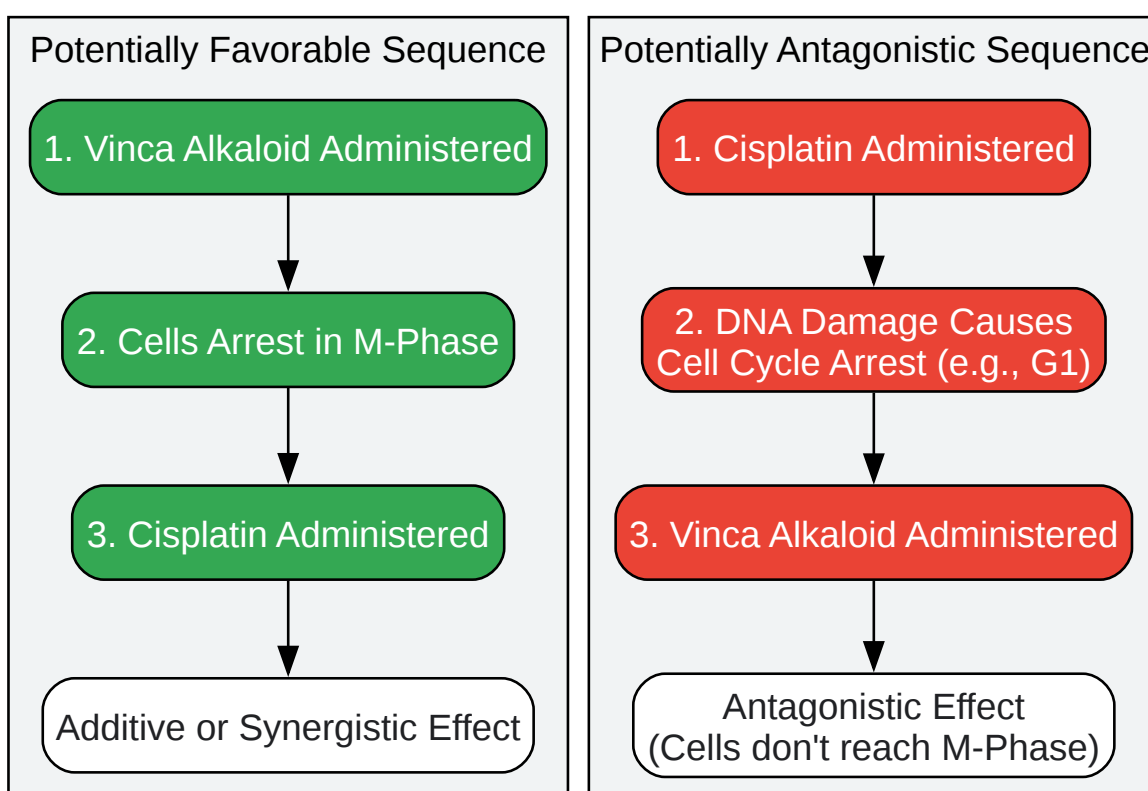 Potentially Favorable Sequence
1. Vinca Alkaloid Administered
2. Cells Arrest in M-Phase
3. Cisplatin Administered
Additive or Synergistic Effect
Potentially Antagonistic Sequence
1. Cisplatin Administered
2. DNA Damage Causes
Cell Cycle Arrest (e.g., G1)
3. Vinca Alkaloid Administered
Antagonistic Effect
(Cells don't reach M-Phase)